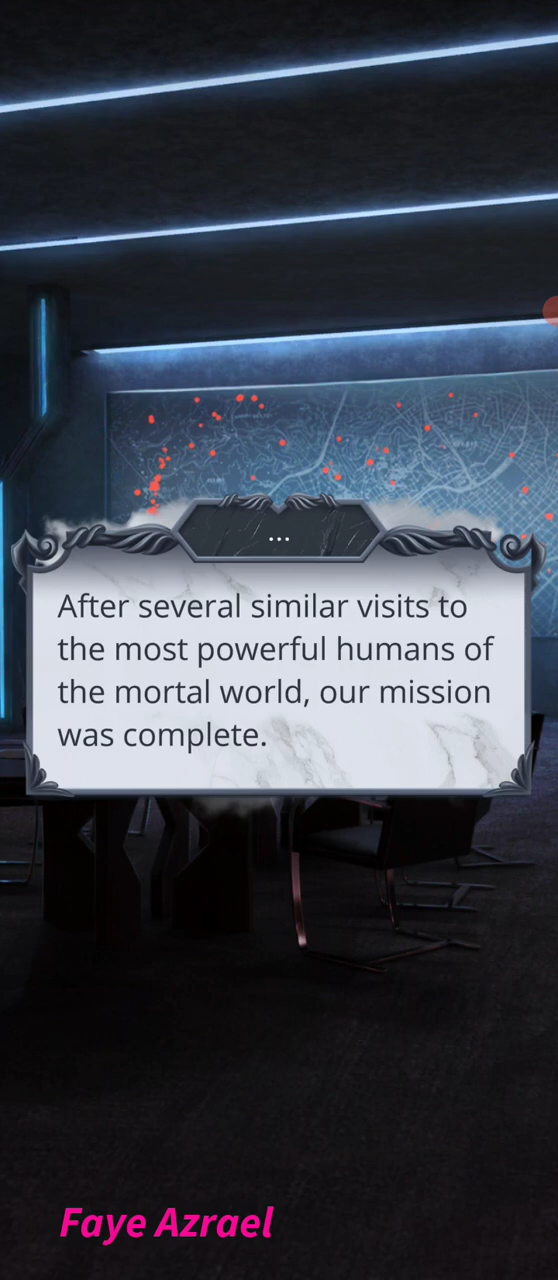 ...
After several similar visits to
the most powerful humans of
the mortal world, our mission
was complete.
Faye Azrael